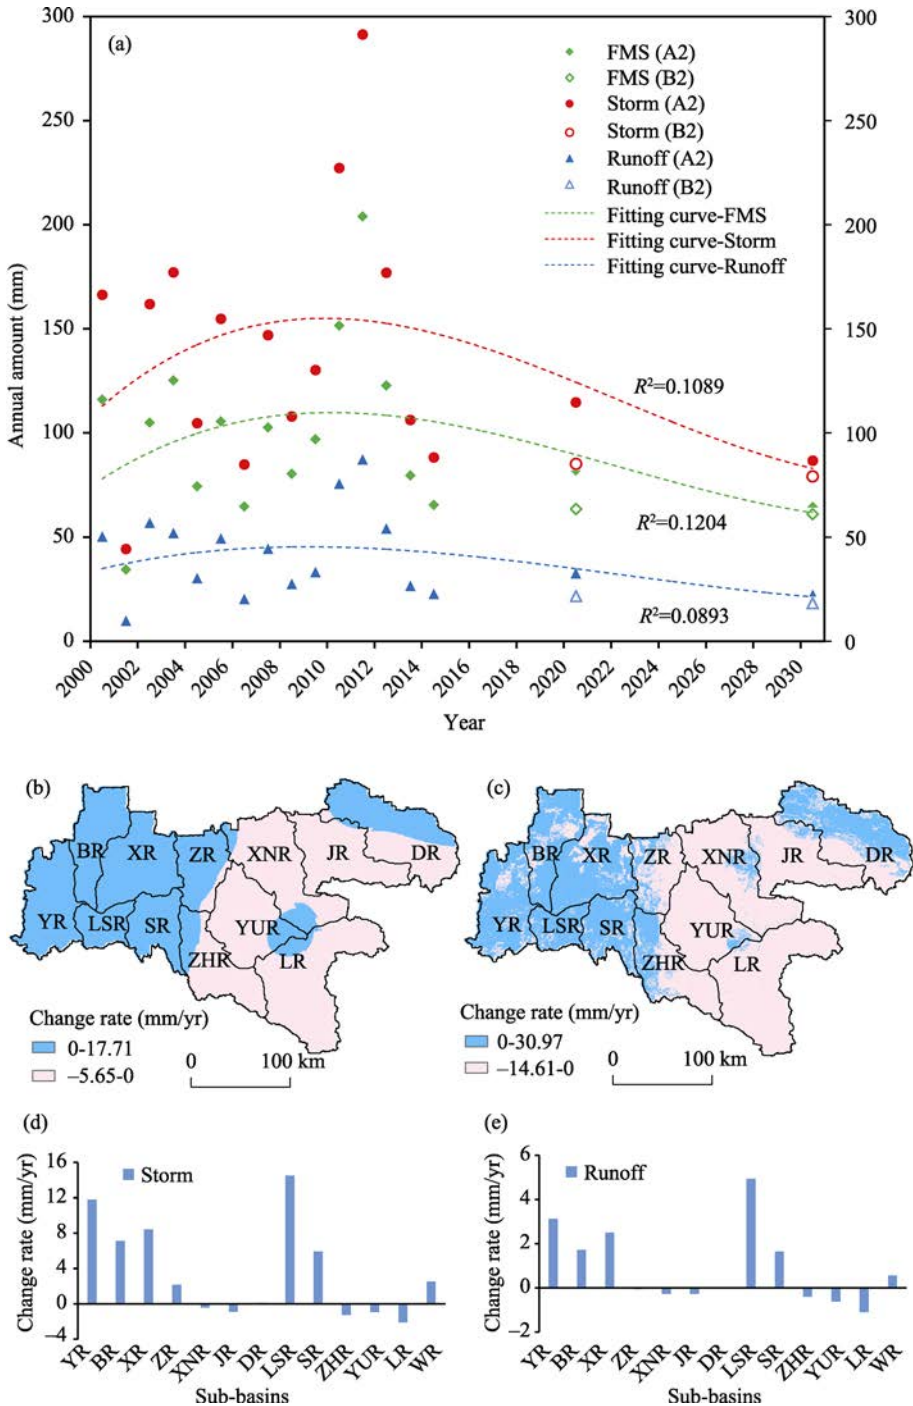 (a)
300
250
200
150
100
50
0
Annual amount (mm)
300
250
200
150
100
50
0
FMS (A2)
FMS (B2)
Storm (A2)
Storm (B2)
Runoff (A2)
Runoff (B2)
Fitting curve-FMS
Fitting curve-Storm
Fitting curve-Runoff
R²=0.1089
R²=0.1204
R²=0.0893
2000 2002 2004 2006 2008 2010 2012 2014 2016 2018 2020 2022 2024 2026 2028 2030
Year
(b)
BR XR ZR XNR JR DR
YR LSR SR YUR
ZHR LR
Change rate (mm/yr)
0-17.71
–5.65-0
0 100 km
(c)
BR XR ZR XNR JR DR
YR LSR SR YUR
ZHR LR
Change rate (mm/yr)
0-30.97
–14.61-0
0 100 km
(d)
Change rate (mm/yr)
16
12
8
4
0
–4
Storm
YR BR XR ZR XNR JR DR LSR SR ZHR YUR LR WR
Sub-basins
(e)
Change rate (mm/yr)
6
4
2
0
–2
Runoff
YR BR XR ZR XNR JR DR LSR SR ZHR YUR LR WR
Sub-basins